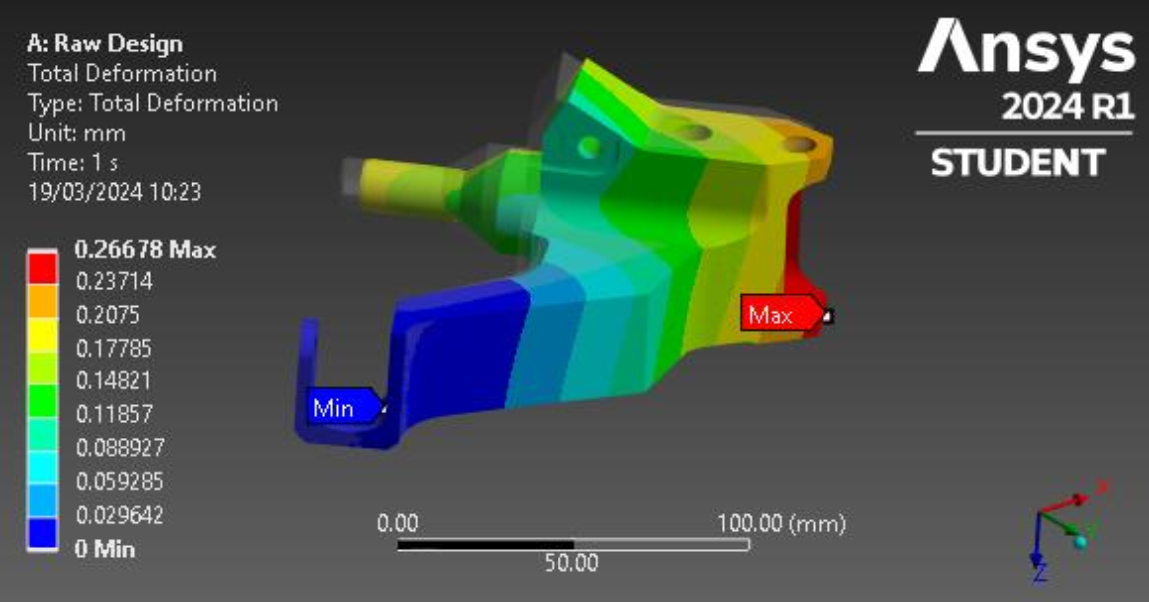 A: Raw Design
Total Deformation
Type: Total Deformation
Unit: mm
Time: 1 s
19/03/2024 10:23
0.26678 Max
0.23714
0.2075
0.17785
0.14821
0.11857
0.088927
0.059285
0.029642
0 Min
Ansys
2024 R1
STUDENT
Max
Min
0.00
100.00 (mm)
50.00
X
Y
Z